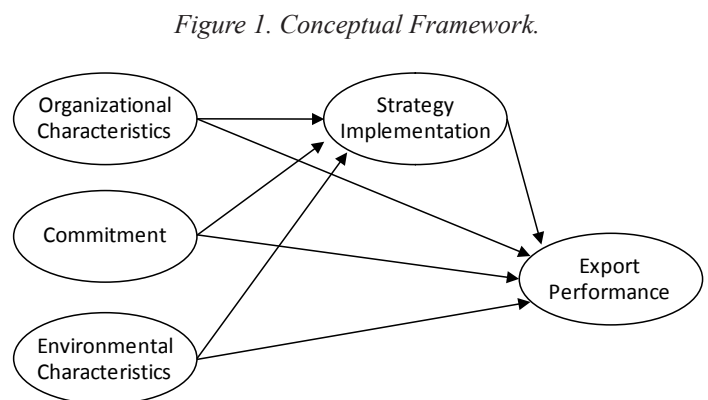 Figure 1. Conceptual Framework.
Organizational
Characteristics
Strategy
Implementation
Commitment
Export
Performance
Environmental
Characteristics